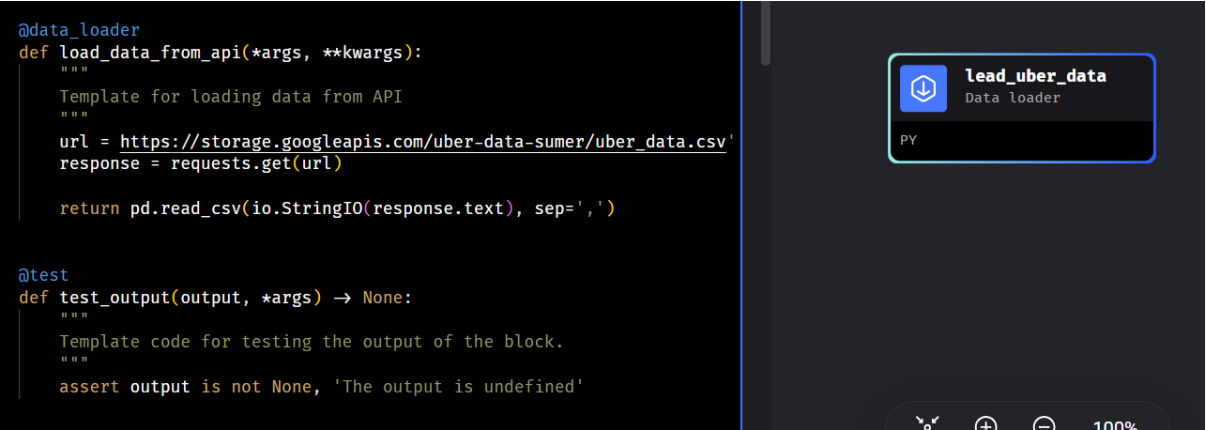 @data_loader
def load_data_from_api(*args, **kwargs):
    """
    Template for loading data from API
    """
    url = https://storage.googleapis.com/uber-data-sumer/uber_data.csv'
    response = requests.get(url)

    return pd.read_csv(io.StringIO(response.text), sep=',')

@test
def test_output(output, *args) -> None:
    """
    Template code for testing the output of the block.
    """
    assert output is not None, 'The output is undefined'
lead_uber_data
Data loader
PY
100%